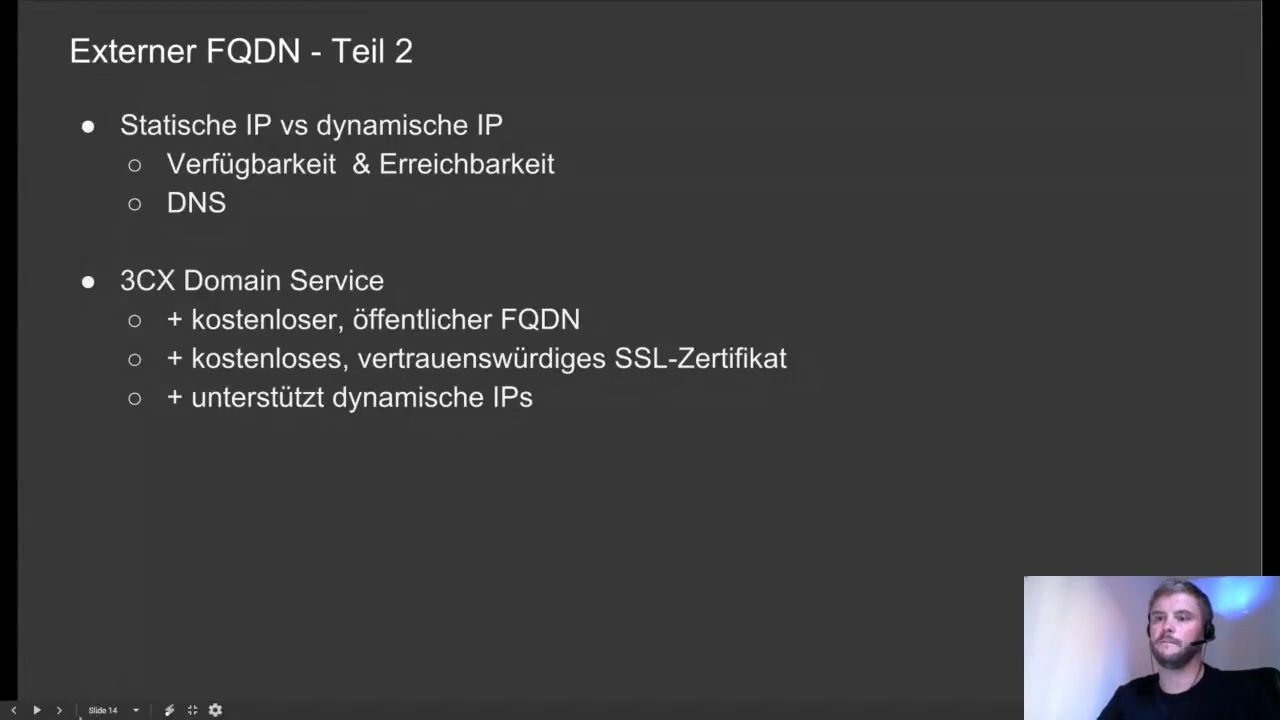 Externer FQDN - Teil 2
● Statische IP vs dynamische IP
○ Verfügbarkeit & Erreichbarkeit
○ DNS
● 3CX Domain Service
○ + kostenloser, öffentlicher FQDN
○ + kostenloses, vertrauenswürdiges SSL-Zertifikat
○ + unterstützt dynamische IPs
Slide 14